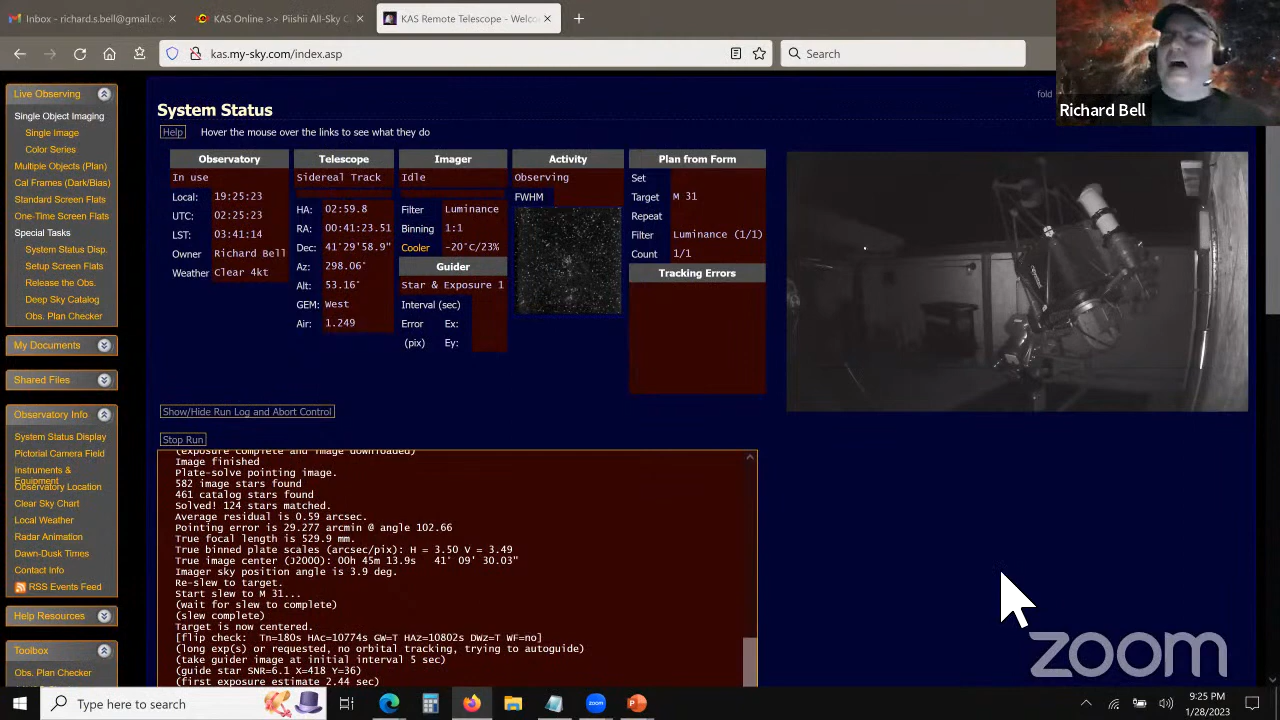 Inbox - richard.s.bell@gmail.co
KAS Online >> Piishii All-Sky C
KAS Remote Telescope - Welco
kas.my-sky.com/index.asp
Search
Richard Bell
Live Observing
Single Object Imaging
Single Image
Color Series
Multiple Objects (Plan)
Cal Frames (Dark/Bias)
Standard Screen Flats
One-Time Screen Flats
Special Tasks
System Status Disp.
Setup Screen Flats
Release the Obs.
Deep Sky Catalog
Obs. Plan Checker
My Documents
Shared Files
Observatory Info
System Status Display
Pictorial Camera Field
Instruments &
Equipment
Observatory Location
Clear Sky Chart
Local Weather
Radar Animation
Dawn-Dusk Times
Contact Info
RSS Events Feed
Help Resources
Toolbox
Obs. Plan Checker
System Status
fold
Help Hover the mouse over the links to see what they do
Observatory
In use
Local: 19:25:23
UTC: 02:25:23
LST: 03:41:14
Owner Richard Bell
Weather Clear 4kt
Telescope
Sidereal Track
HA: 02:59.8
RA: 00:41:23.51
Dec: 41°29'58.9"
Az: 298.06°
Alt: 53.16°
GEM: West
Air: 1.249
Imager
Idle
Filter Luminance
Binning 1:1
Cooler -20°C/23%
Guider
Star & Exposure 1
Interval (sec)
Error Ex:
(pix) Ey:
Activity
Observing
FWHM
Plan from Form
Set
Target M 31
Repeat
Filter Luminance (1/1)
Count 1/1
Tracking Errors
Show/Hide Run Log and Abort Control
Stop Run
(exposure complete and image downloaded)
Image finished
Plate-solve pointing image.
582 image stars found
461 catalog stars found
Solved! 124 stars matched.
Average residual is 0.59 arcsec.
Pointing error is 29.277 arcmin @ angle 102.66
True focal length is 529.9 mm.
True binned plate scales (arcsec/pix): H = 3.50 V = 3.49
True image center (J2000): 00h 45m 13.9s 41° 09' 30.03"
Imager sky position angle is 3.9 deg.
Re-slew to target.
Start slew to M 31...
(wait for slew to complete)
(slew complete)
Target is now centered.
[flip check: Tn=180s HAc=10774s GW=T HAz=10802s DWz=T WF=no]
(long exp(s) or requested, no orbital tracking, trying to autoguide)
(take guider image at initial interval 5 sec)
(guide star SNR=6.1 X=418 Y=36)
(first exposure estimate 2.44 sec)
zoom
Type here to search
zoom
9:25 PM
1/28/2023